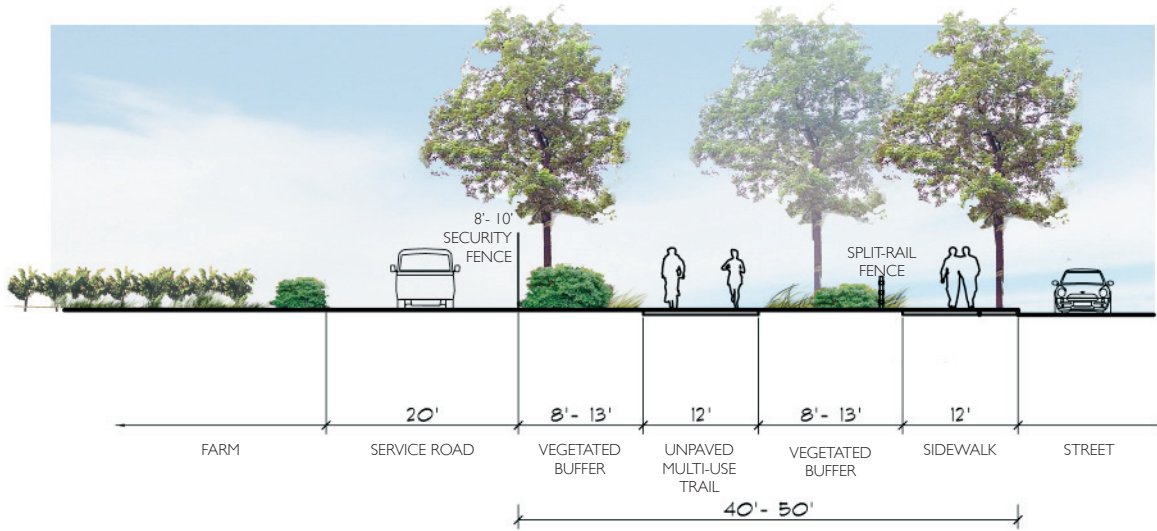 8'- 10'
SECURITY
FENCE
SPLIT-RAIL
FENCE
20'
8'- 13'
12'
8'- 13'
12'
FARM
SERVICE ROAD
VEGETATED
BUFFER
UNPAVED
MULTI-USE
TRAIL
VEGETATED
BUFFER
SIDEWALK
STREET
40'- 50'